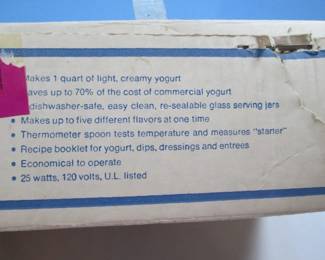 Makes 1 quart of light, creamy yogurt
aves up to 70% of the cost of commercial yogurt
dishwasher-safe, easy clean, re-sealable glass serving jars
• Makes up to five different flavors at one time
• Thermometer spoon tests temperature and measures "starter"
• Recipe booklet for yogurt, dips, dressings and entrees
• Economical to operate
• 25 watts, 120 volts, U.L. listed